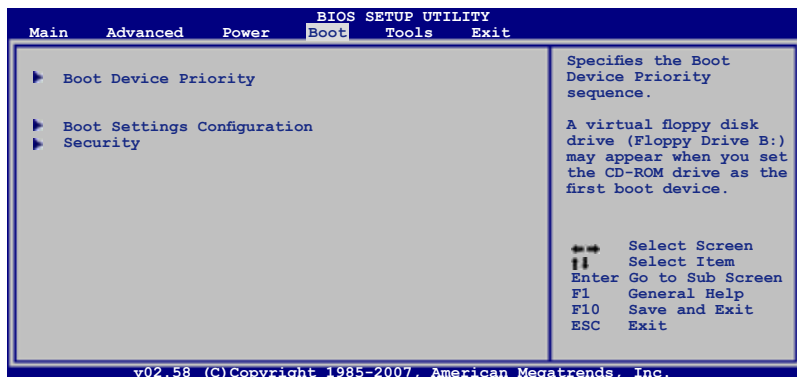 BIOS SETUP UTILITY
Main Advanced Power Boot Tools Exit
Boot Device Priority
Boot Settings Configuration
Security
Specifies the Boot
Device Priority
sequence.
A virtual floppy disk
drive (Floppy Drive B:)
may appear when you set
the CD-ROM drive as the
first boot device.
Select Screen
Select Item
Enter Go to Sub Screen
F1 General Help
F10 Save and Exit
ESC Exit
v02.58 (C)Copyright 1985-2007, American Megatrends, Inc.